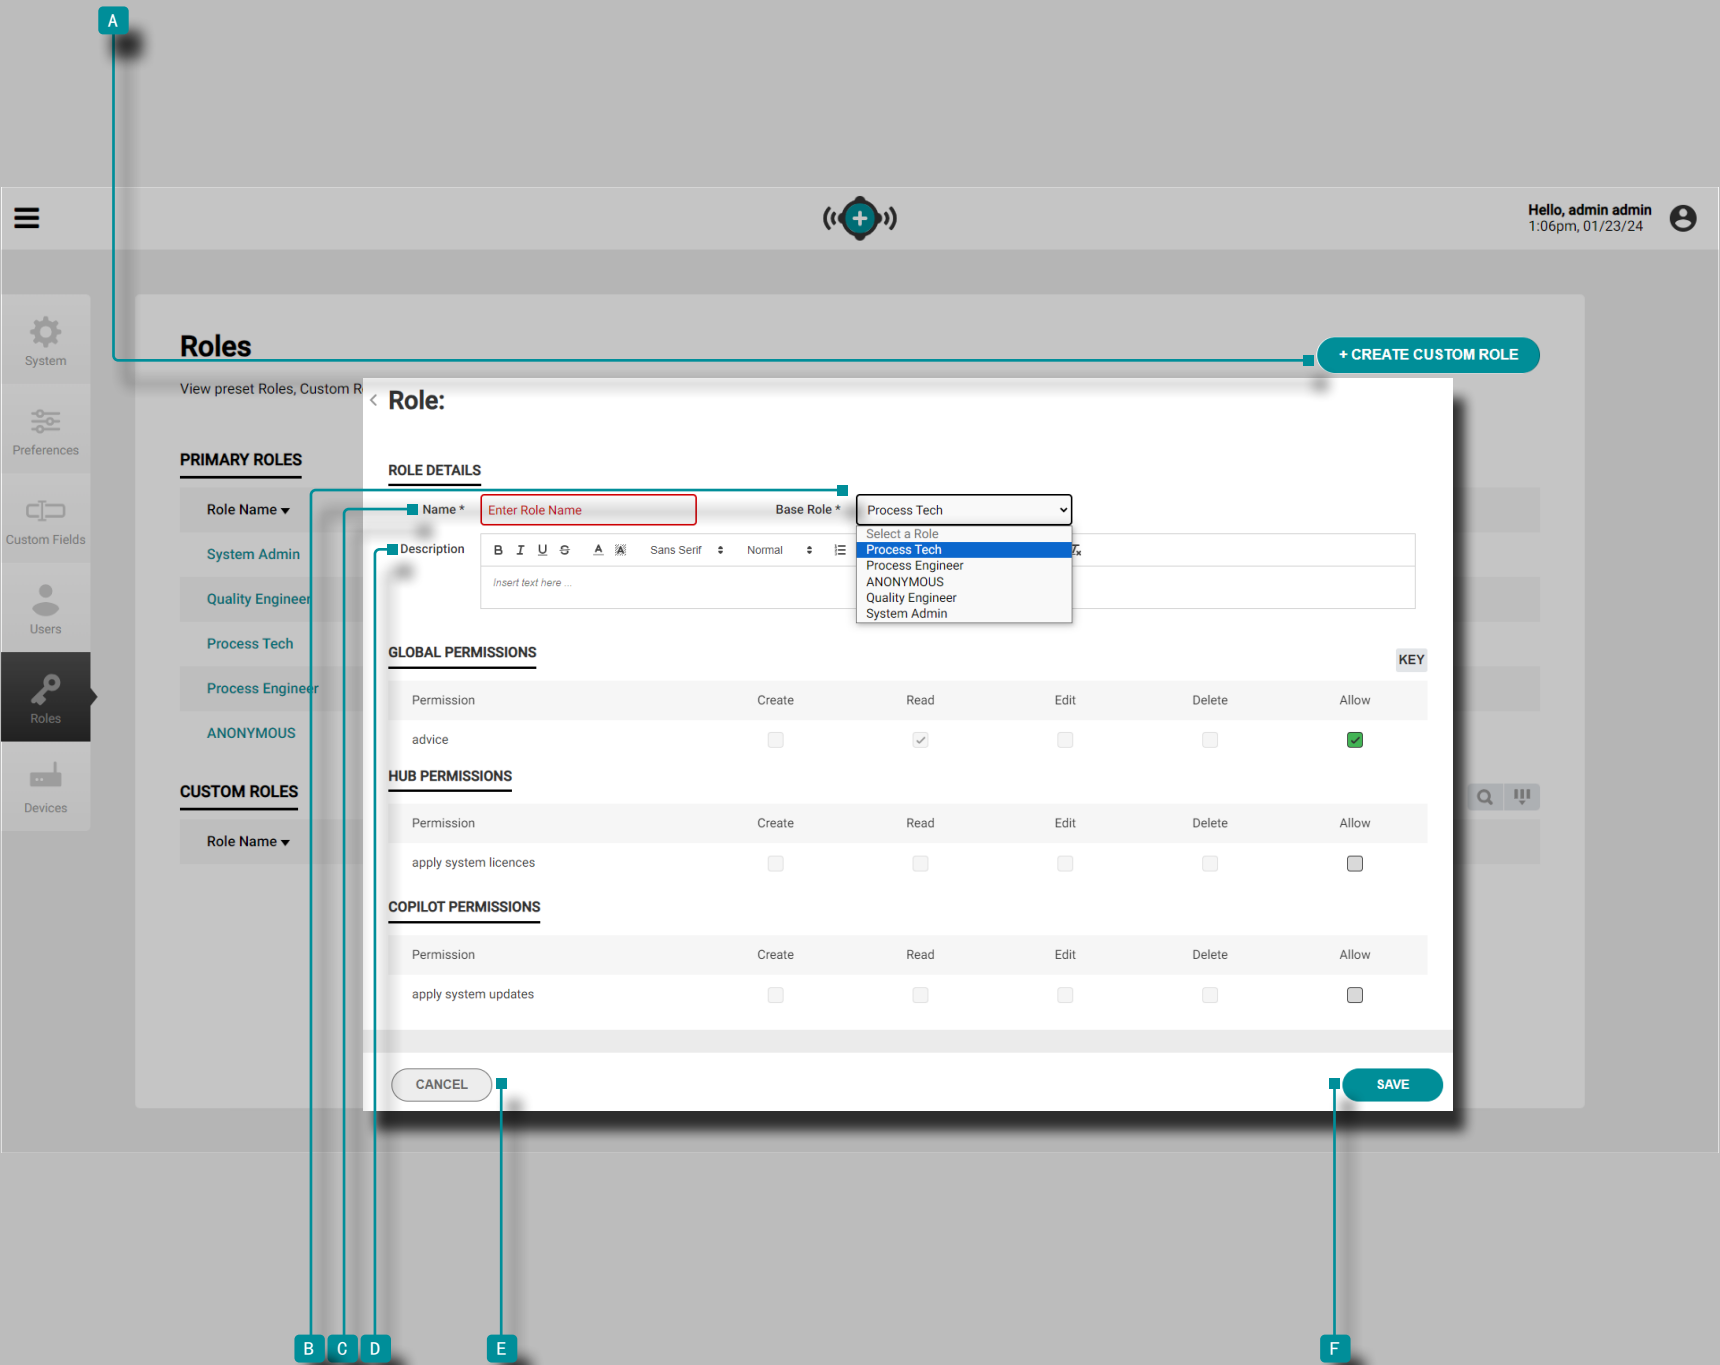 A
Hello, admin admin
1:06pm, 01/23/24
System
Preferences
Custom Fields
Users
Roles
Devices
Roles
+ CREATE CUSTOM ROLE
View preset Roles, Custom R
PRIMARY ROLES
Role Name
System Admin
Quality Engineer
Process Tech
Process Engineer
ANONYMOUS
CUSTOM ROLES
Role Name
Role:
ROLE DETAILS
Name * Enter Role Name Base Role * Process Tech
Select a Role
Process Tech
Process Engineer
ANONYMOUS
Quality Engineer
System Admin
Description B I U S A A Sans Serif Normal
Insert text here ...
GLOBAL PERMISSIONS KEY
Permission Create Read Edit Delete Allow
advice
HUB PERMISSIONS
Permission Create Read Edit Delete Allow
apply system licences
COPILOT PERMISSIONS
Permission Create Read Edit Delete Allow
apply system updates
CANCEL SAVE
B C D E F